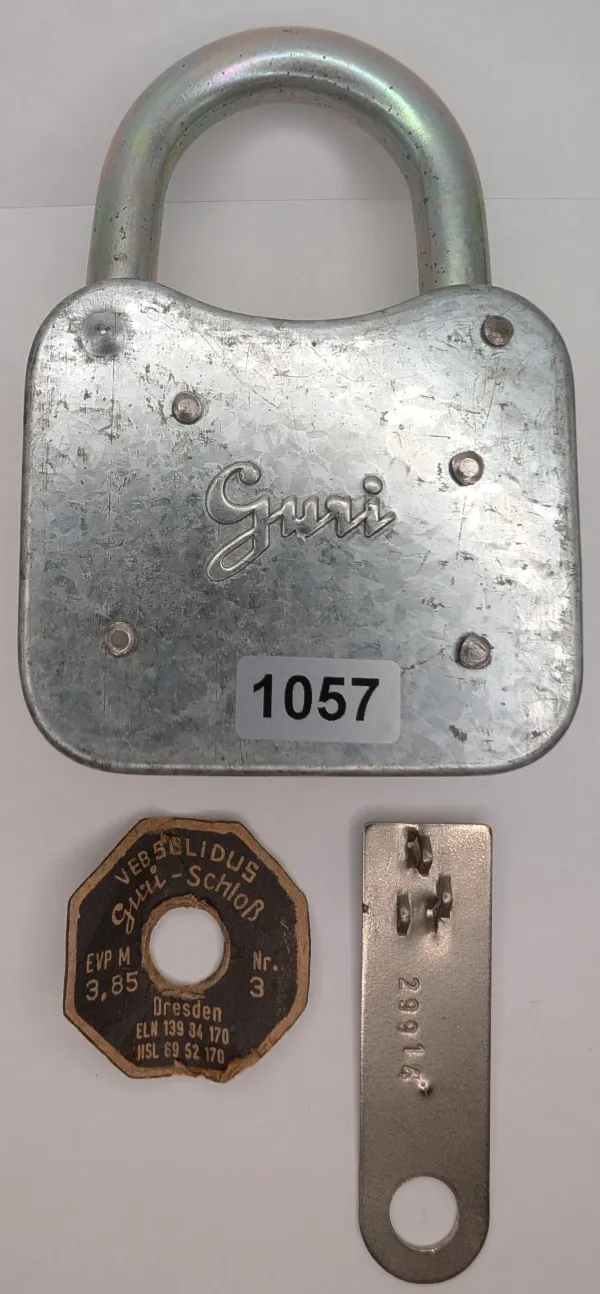 Guri
1057
VEB SOLIDUS
Guri-Schloß
EVP M Nr.
3,85 3
Dresden
ELN 139 34 170
HSL 69 52 170
29914